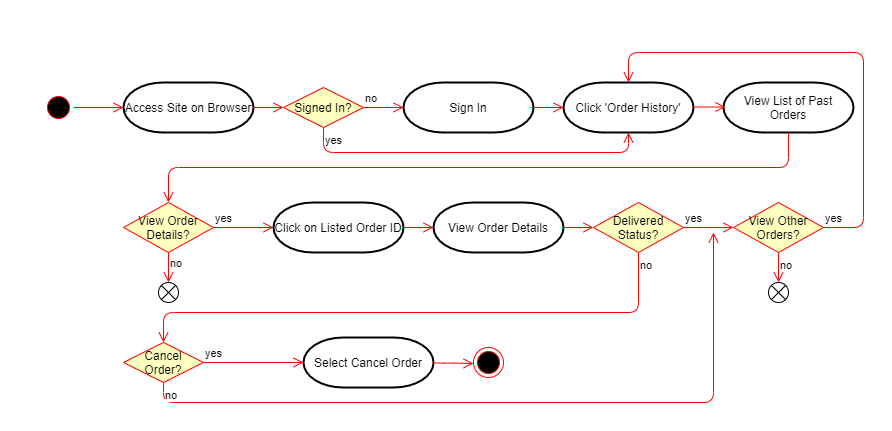 Access Site on Browser
Signed In?
no
yes
Sign In
Click 'Order History'
View List of Past
Orders
View Order
Details?
yes
no
Click on Listed Order ID
View Order Details
Delivered
Status?
yes
no
View Other
Orders?
yes
no
Cancel
Order?
yes
no
Select Cancel Order